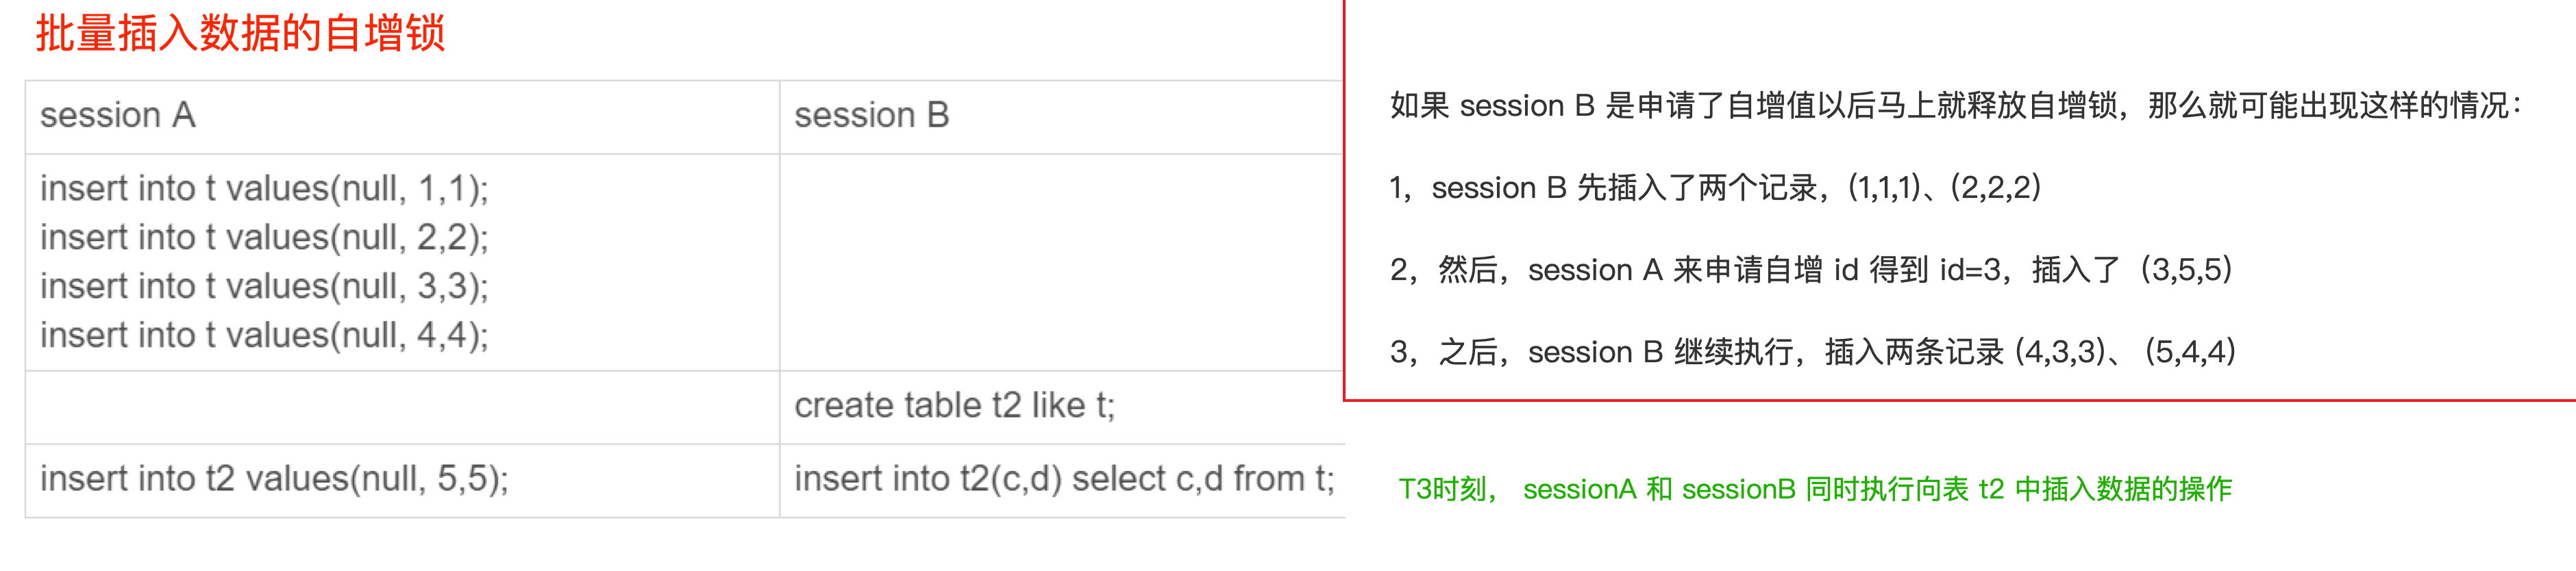 批量插入数据的自增锁
session A
session B
insert into t values(null, 1,1);
insert into t values(null, 2,2);
insert into t values(null, 3,3);
insert into t values(null, 4,4);
create table t2 like t;
insert into t2 values(null, 5,5);
insert into t2(c,d) select c,d from t;
如果 session B 是申请了自增值以后马上就释放自增锁，那么就可能出现这样的情况：
1，session B 先插入了两个记录，(1,1,1)、(2,2,2)
2，然后，session A 来申请自增 id 得到 id=3，插入了（3,5,5)
3，之后，session B 继续执行，插入两条记录 (4,3,3)、 (5,4,4)
T3时刻， sessionA 和 sessionB 同时执行向表 t2 中插入数据的操作